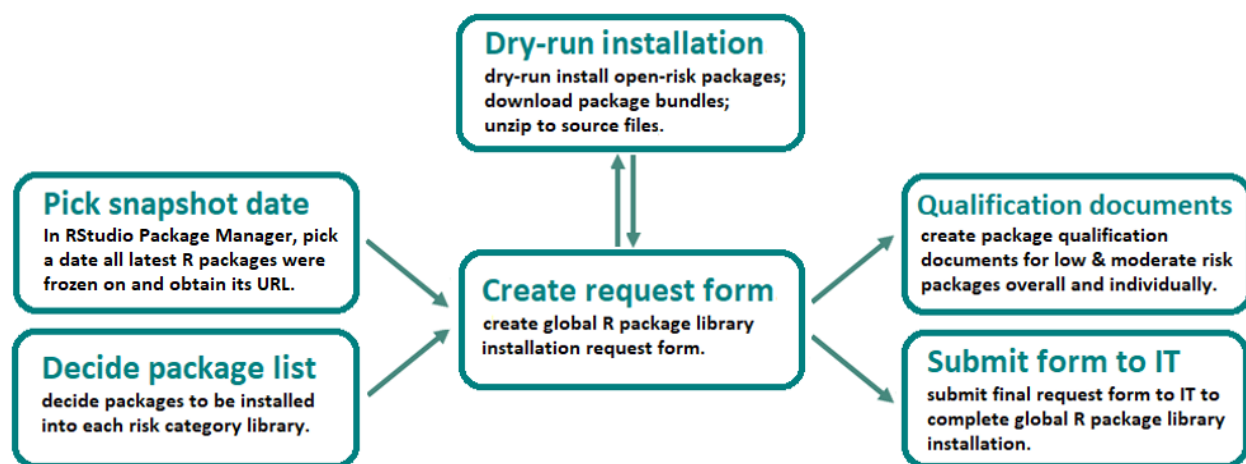 Dry-run installation
dry-run install open-risk packages;
download package bundles;
unzip to source files.
Pick snapshot date
In RStudio Package Manager, pick
a date all latest R packages were
frozen on and obtain its URL.
Decide package list
decide packages to be installed
into each risk category library.
Create request form
create global R package library
installation request form.
Qualification documents
create package qualification
documents for low & moderate risk
packages overall and individually.
Submit form to IT
submit final request form to IT to
complete global R package library
installation.